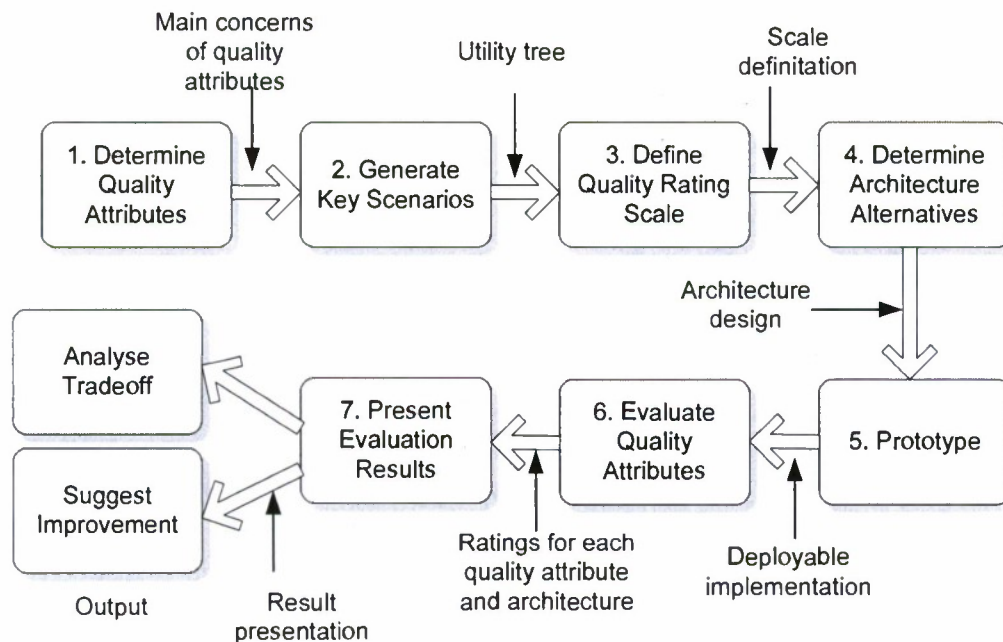 Main concerns
of quality
attributes
Utility tree
Scale
definitation
1. Determine
Quality
Attributes
2. Generate
Key Scenarios
3. Define
Quality Rating
Scale
4. Determine
Architecture
Alternatives
Architecture
design
Analyse
Tradeoff
7. Present
Evaluation
Results
6. Evaluate
Quality
Attributes
5. Prototype
Suggest
Improvement
Output
Result
presentation
Ratings for each
quality attribute
and architecture
Deployable
implementation